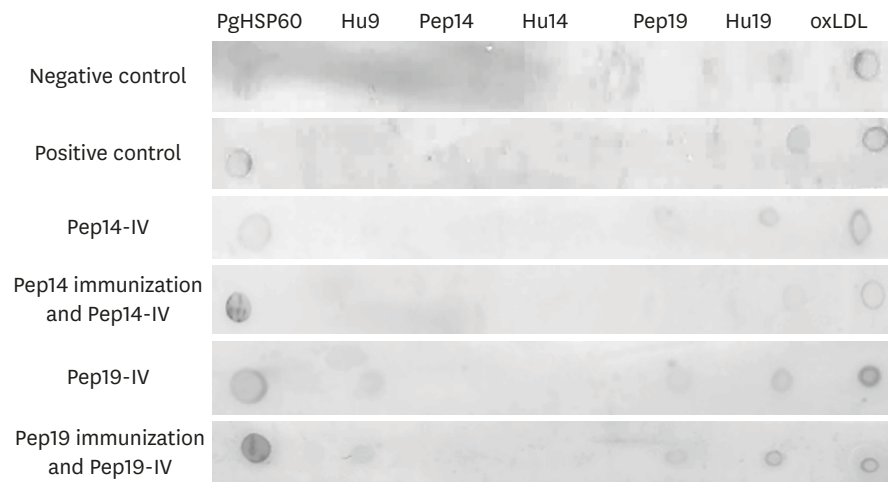 PgHSP60 Hu9 Pep14 Hu14 Pep19 Hu19 oxLDL
Negative control
Positive control
Pep14-IV
Pep14 immunization
and Pep14-IV
Pep19-IV
Pep19 immunization
and Pep19-IV